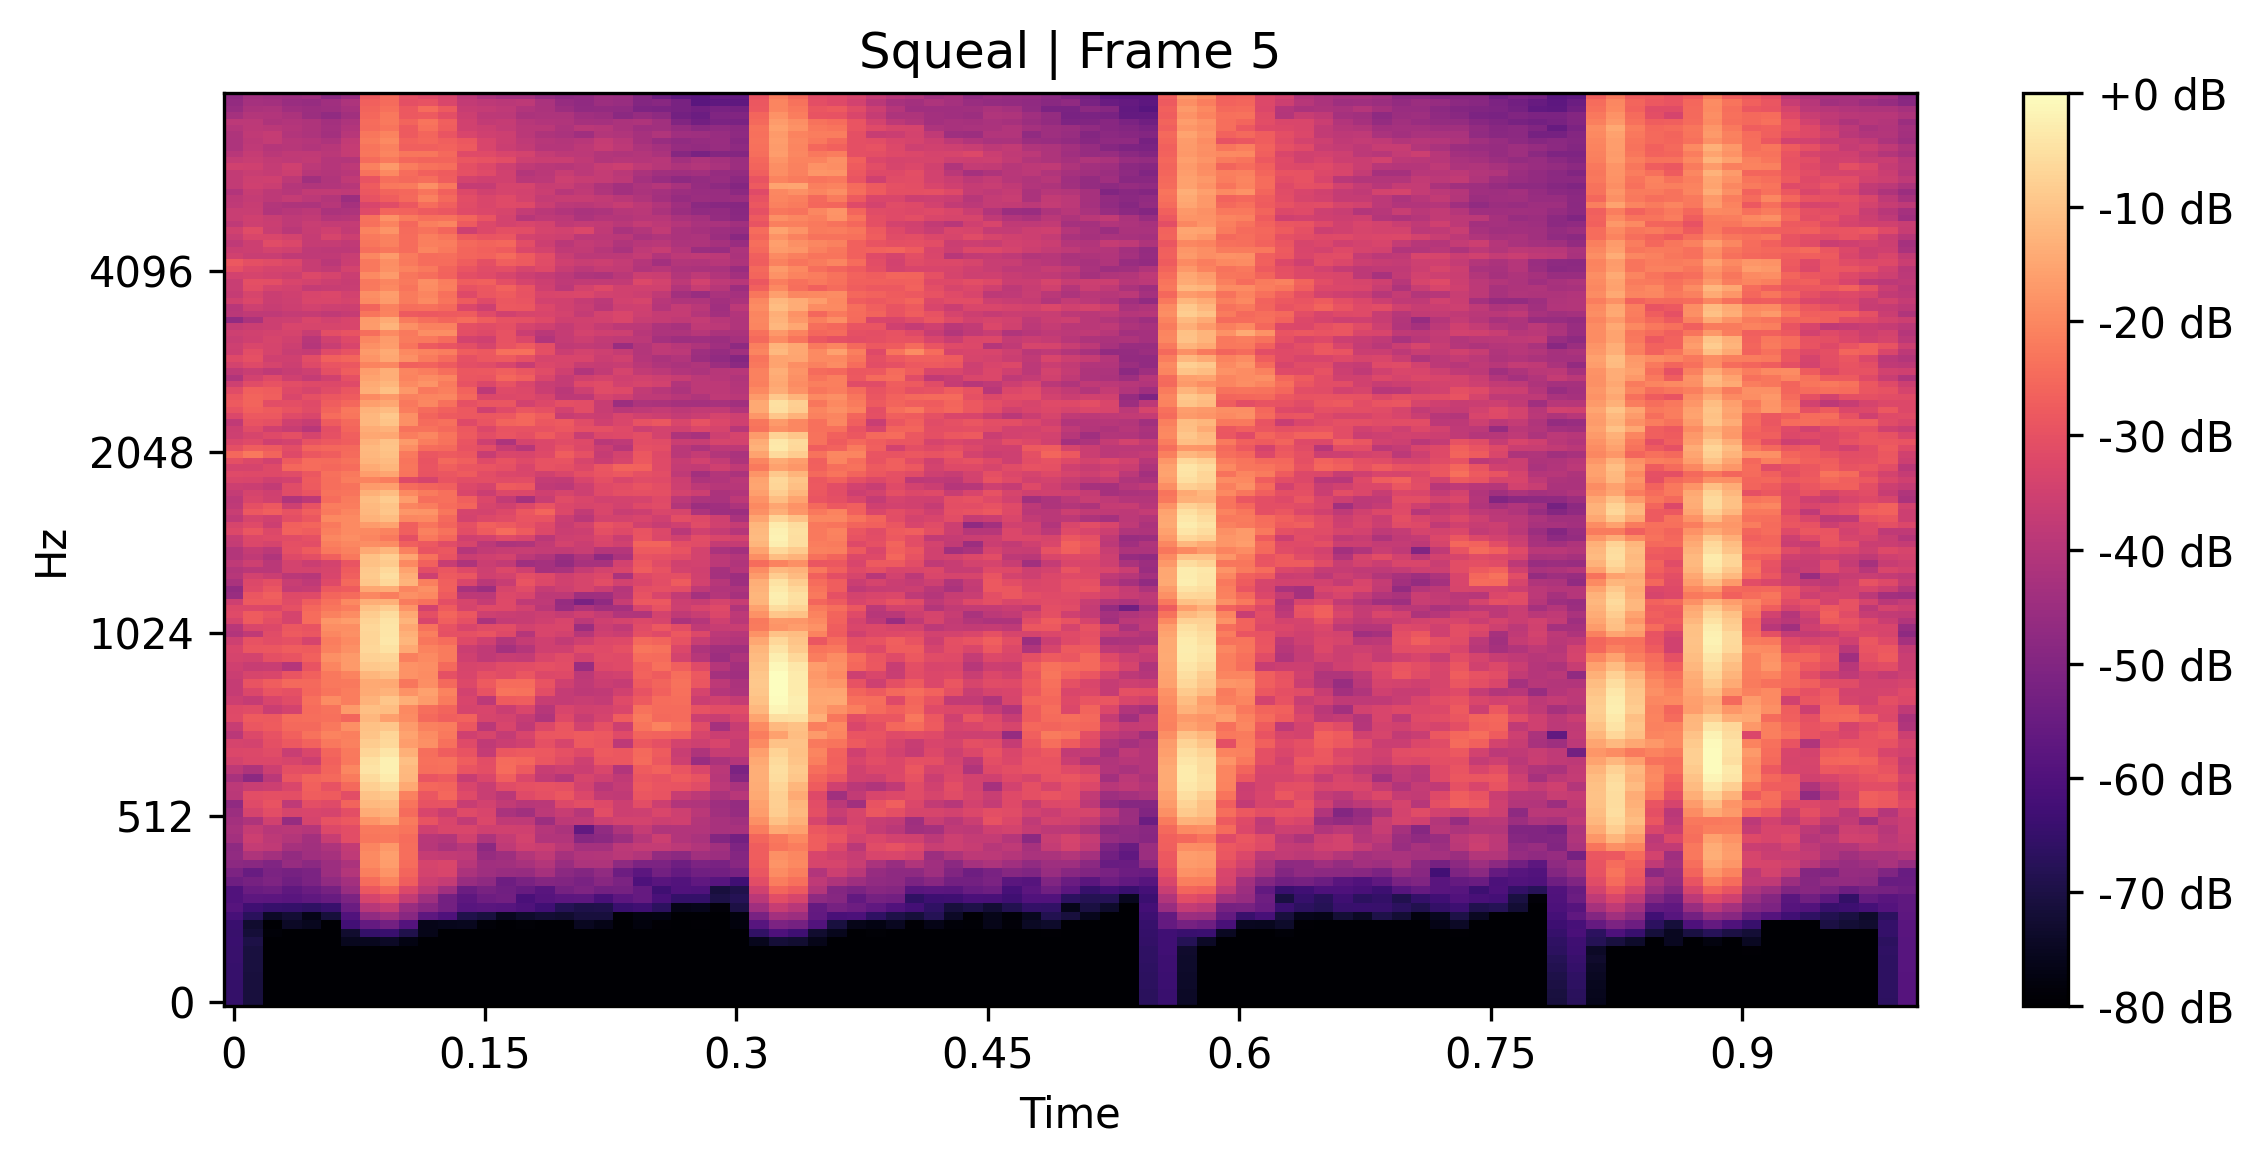 Squeal | Frame 5
+0 dB
-10 dB
-20 dB
-30 dB
-40 dB
-50 dB
-60 dB
-70 dB
-80 dB
Hz
4096
2048
1024
512
0
0 0.15 0.3 0.45 0.6 0.75 0.9
Time